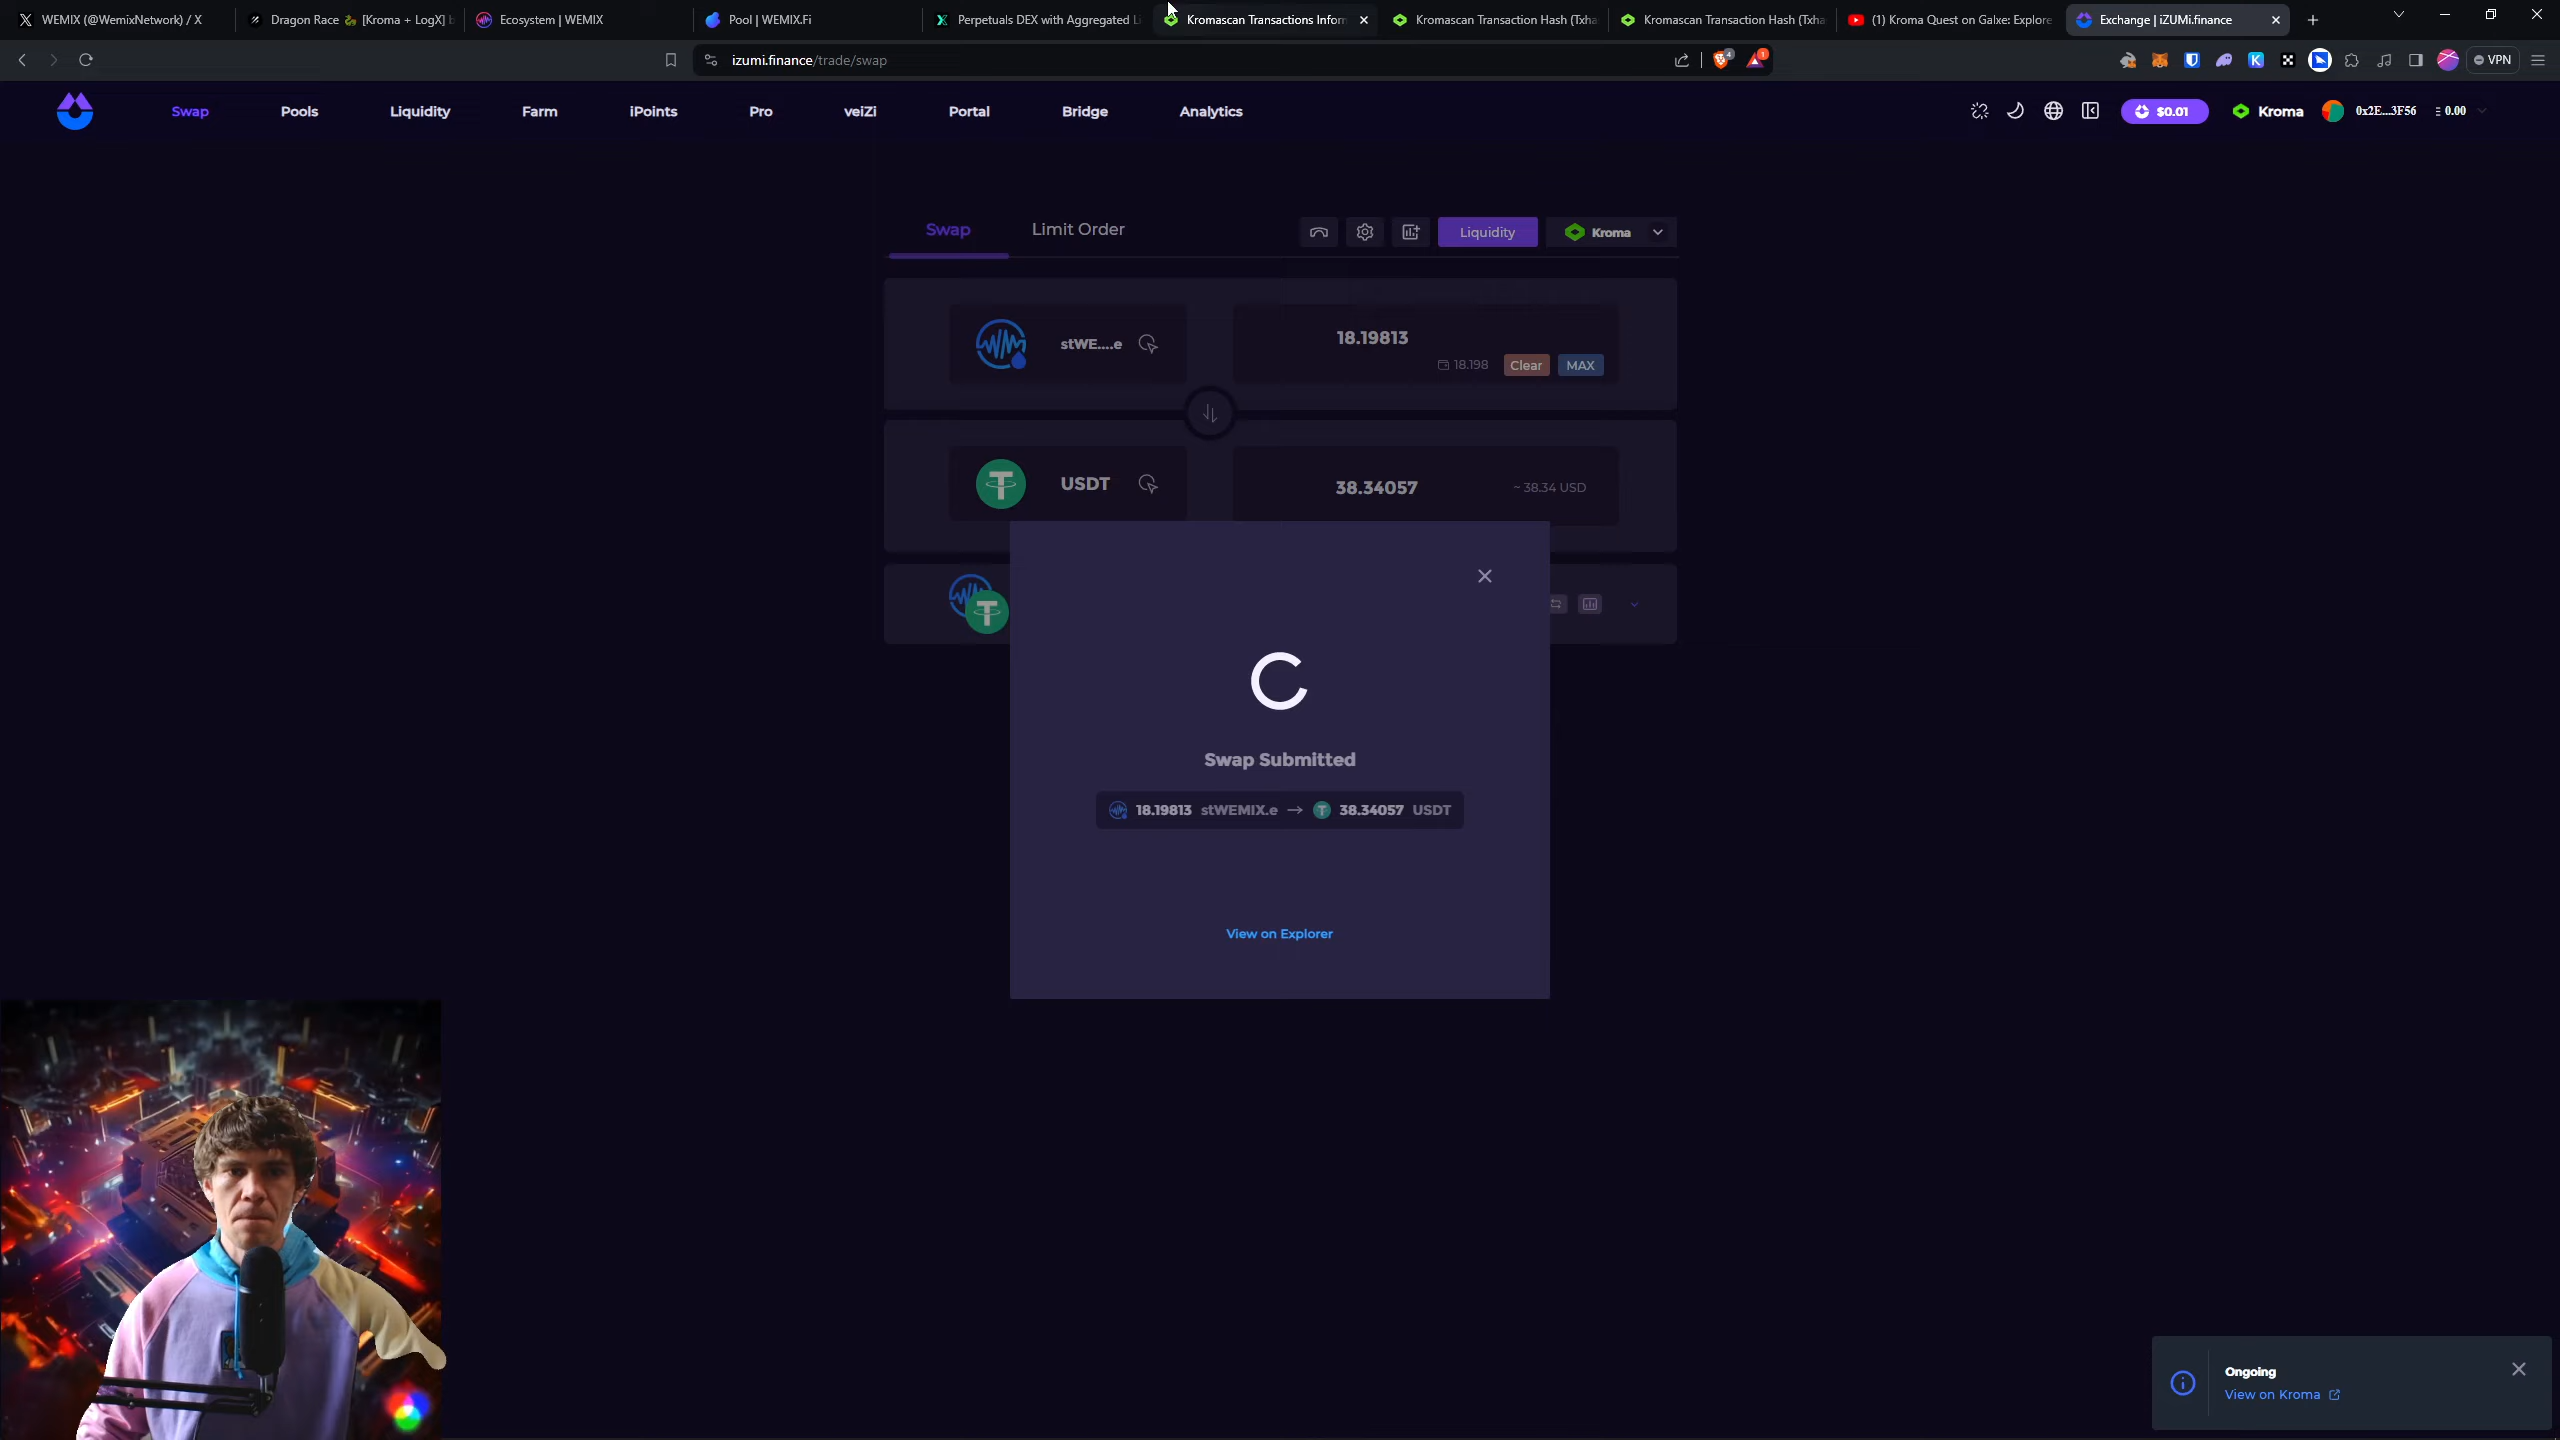 WEMIX (@WemixNetwork) / X
Dragon Race 🐉 [Kroma + LogX] b
Ecosystem | WEMIX
Pool | WEMIX.Fi
Perpetuals DEX with Aggregated Li
Kromascan Transactions Inform
Kromascan Transaction Hash (Txha
Kromascan Transaction Hash (Txha
(1) Kroma Quest on Galxe: Explore
Exchange | iZUMi.finance
izumi.finance/trade/swap
4
1
VPN
Swap
Pools
Liquidity
Farm
iPoints
Pro
veiZi
Portal
Bridge
Analytics
$0.01
Kroma
0x2E...3F56
Ξ 0.00
Swap
Limit Order
Liquidity
Kroma
stWE....e
18.19813
18.198
Clear
MAX
USDT
38.34057
~ 38.34 USD
Swap Submitted
18.19813 stWEMIX.e → 38.34057 USDT
View on Explorer
Ongoing
View on Kroma